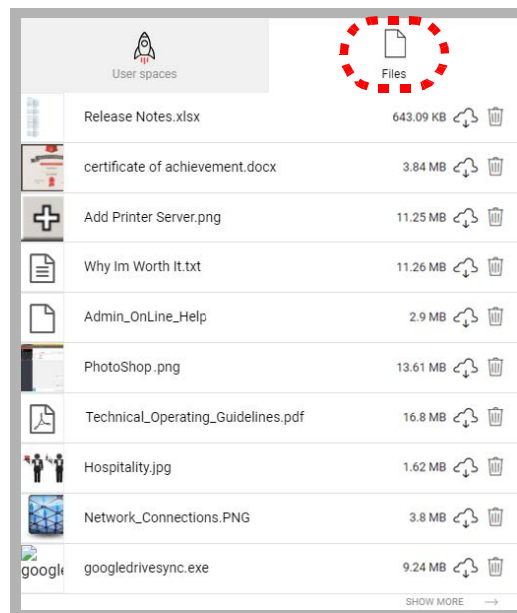 User spaces
Files
Release Notes.xlsx 643.09 KB
certificate of achievement.docx 3.84 MB
Add Printer Server.png 11.25 MB
Why Im Worth It.txt 11.26 MB
Admin_OnLine_Help 2.9 MB
PhotoShop.png 13.61 MB
Technical_Operating_Guidelines.pdf 16.8 MB
Hospitality.jpg 1.62 MB
Network_Connections.PNG 3.8 MB
googledrivesync.exe 9.24 MB
SHOW MORE →